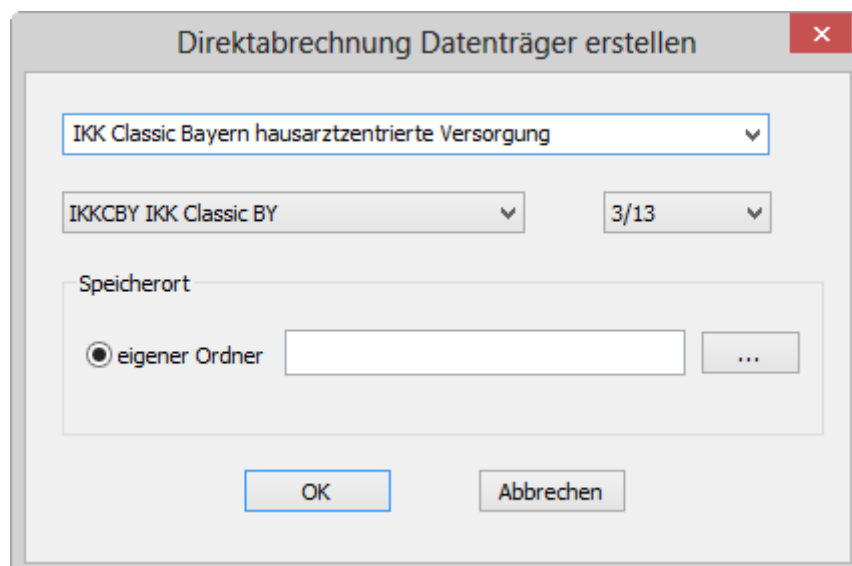 Direktabrechnung Datenträger erstellen
IKK Classic Bayern hausarztzentrierte Versorgung
IKKCBY IKK Classic BY 3/13
Speicherort
eigener Ordner ...
OK Abbrechen